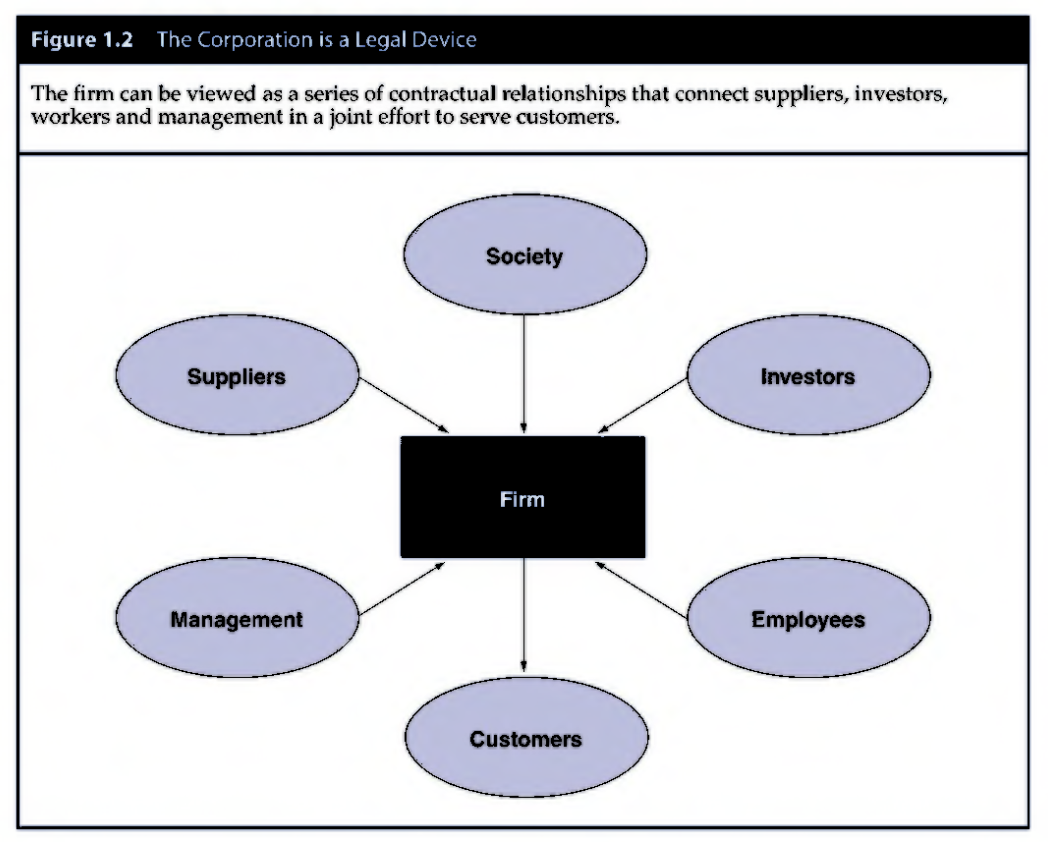 Figure 1.2 The Corporation is a Legal Device
The firm can be viewed as a series of contractual relationships that connect suppliers, investors,
workers and management in a joint effort to serve customers.
Society
Suppliers
Investors
Firm
Management
Employees
Customers